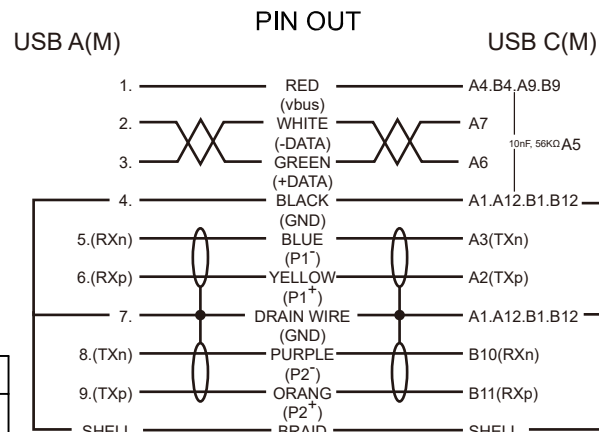 PIN OUT
USB A(M) USB C(M)
1. RED A4.B4.A9.B9
(vbus)
2. WHITE A7
(-DATA) 10nF, 56KΩ A5
3. GREEN A6
(+DATA)
4. BLACK A1.A12.B1.B12
(GND)
5.(RXn) BLUE A3(TXn)
(P1-)
6.(RXp) YELLOW A2(TXp)
(P1+)
7. DRAIN WIRE A1.A12.B1.B12
(GND)
8.(TXn) PURPLE B10(RXn)
(P2-)
9.(TXp) ORANG B11(RXp)
(P2+)
SHELL BRAID SHELL